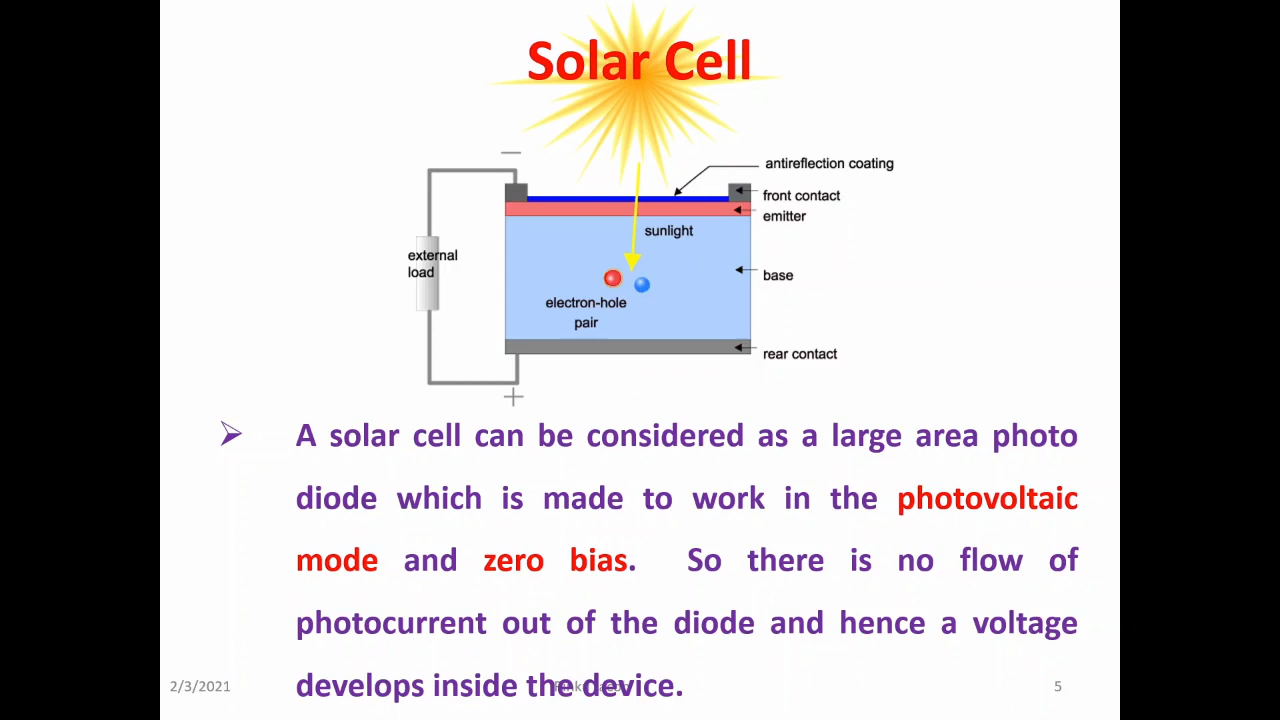 Solar Cell
−
antireflection coating
front contact
emitter
sunlight
external
load
base
electron-hole
pair
rear contact
+
➢ A solar cell can be considered as a large area photo
diode which is made to work in the photovoltaic
mode and zero bias. So there is no flow of
photocurrent out of the diode and hence a voltage
develops inside the device.
2/3/2021
5